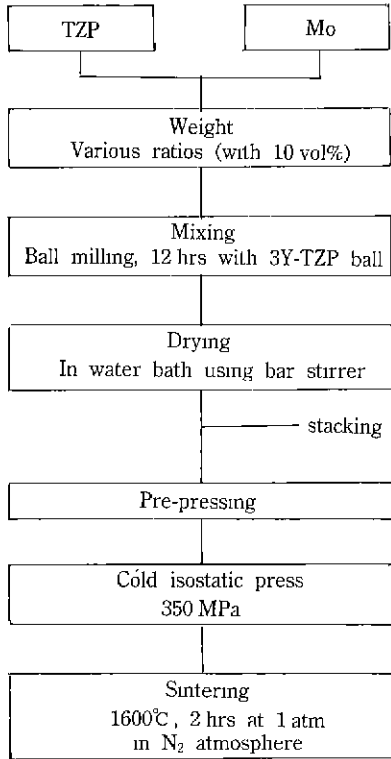 TZP
Mo
Weight
Various ratios (with 10 vol%)
Mixing
Ball milling, 12 hrs with 3Y-TZP ball
Drying
In water bath using bar stirrer
stacking
Pre-pressing
Cold isostatic press
350 MPa
Sintering
1600℃, 2 hrs at 1 atm
in N₂ atmosphere